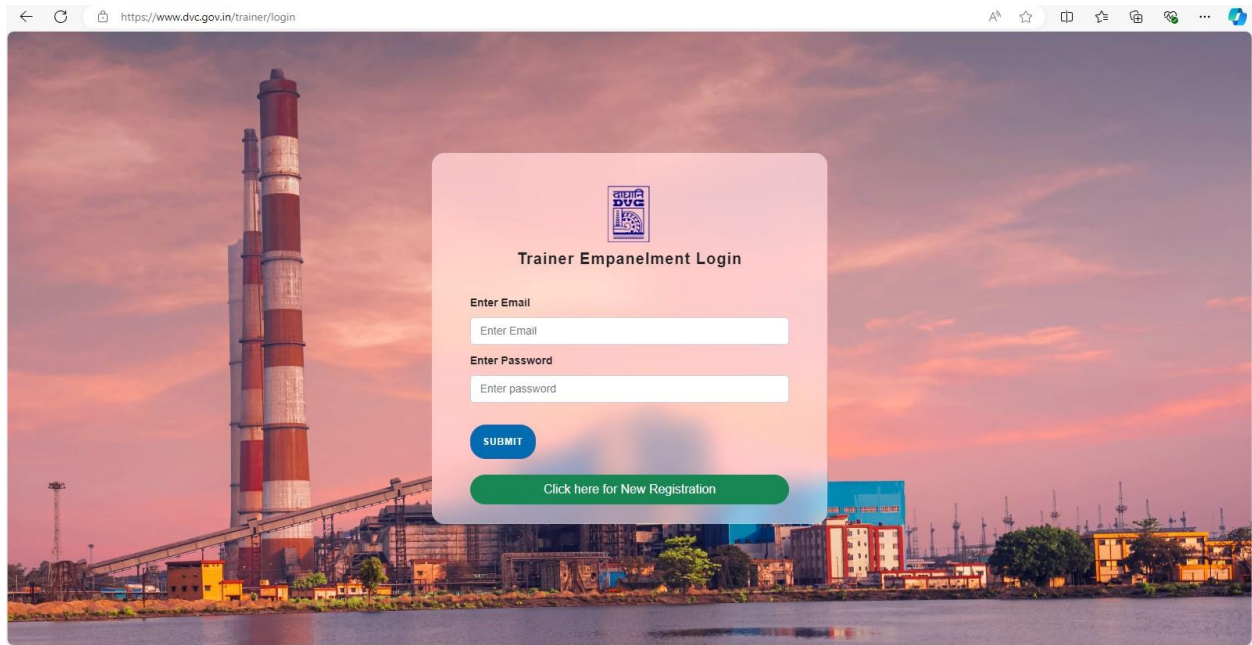 https://www.dvc.gov.in/trainer/login
दाघानि
DVC
Trainer Empanelment Login
Enter Email
Enter Email
Enter Password
Enter password
SUBMIT
Click here for New Registration